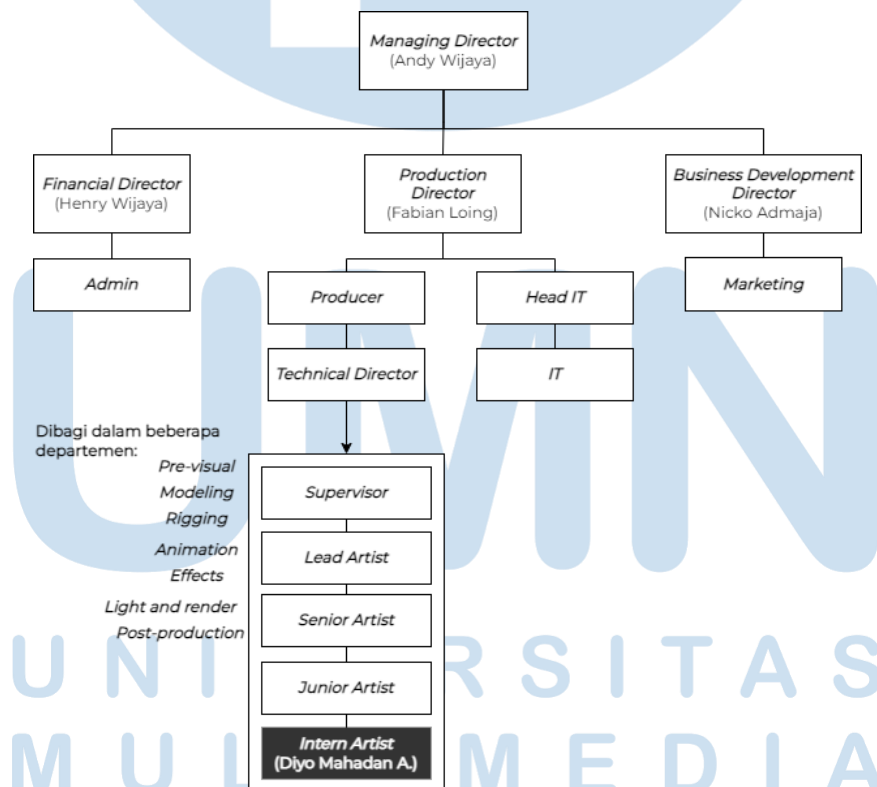 Managing Director
(Andy Wijaya)
Financial Director
(Henry Wijaya)
Production
Director
(Fabian Loing)
Business Development
Director
(Nicko Admaja)
Admin
Producer
Head IT
Marketing
Technical Director
IT
Dibagi dalam beberapa
departemen:
Pre-visual
Modeling
Rigging
Animation
Effects
Light and render
Post-production
Supervisor
Lead Artist
Senior Artist
Junior Artist
Intern Artist
(Diyo Mahadan A.)
UMN
UNIVERSITAS
MULTIMEDIA